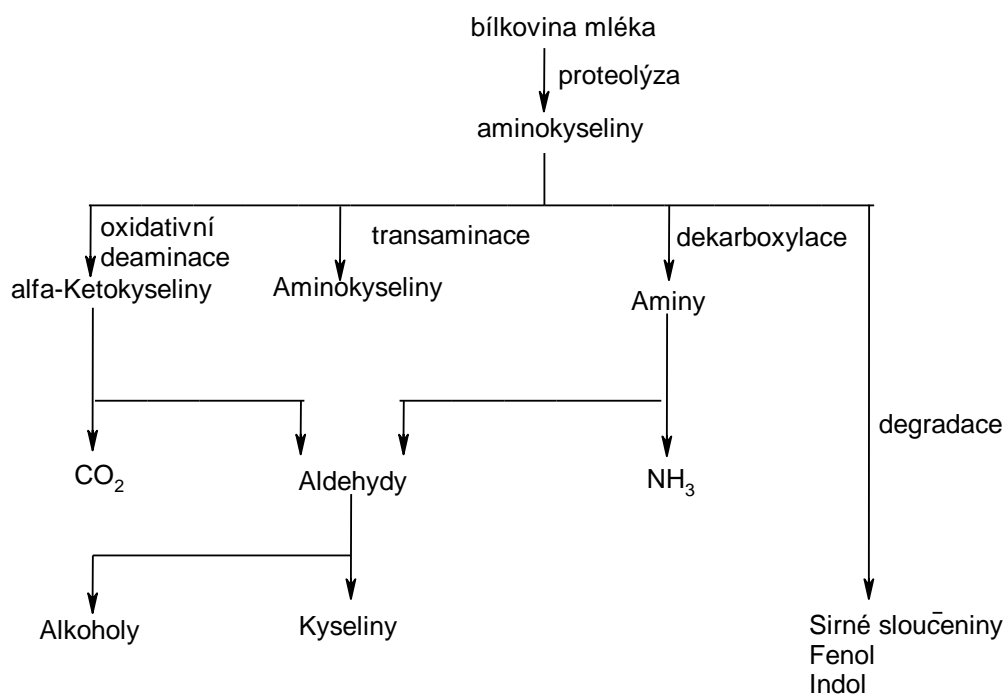 bílkovina mléka
proteolýza
aminokyseliny
oxidativní
deaminace
transaminace
dekarboxylace
alfa-Ketokyseliny
Aminokyseliny
Aminy
degradace
CO₂
Aldehydy
NH₃
Alkoholy
Kyseliny
Sirné sloučeniny
Fenol
Indol